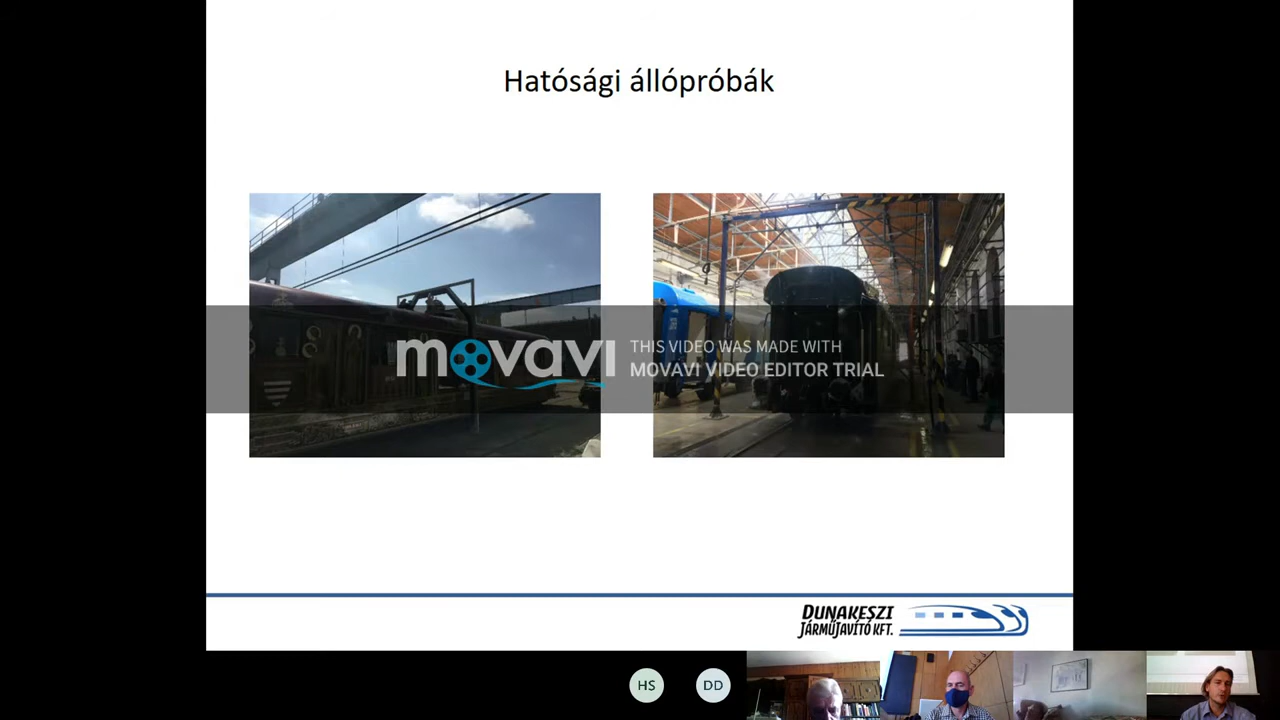 Hatósági állópróbák
movavi
THIS VIDEO WAS MADE WITH
MOVAVI VIDEO EDITOR TRIAL
DUNAKESZI
JÁRMŰJAVÍTÓ KFT.
HS
DD